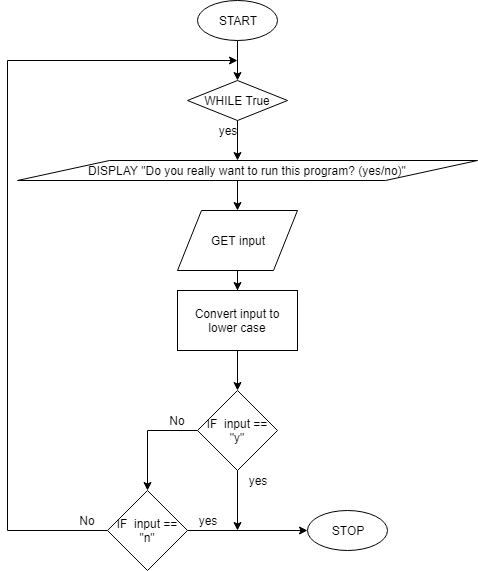 START
WHILE True
yes
DISPLAY "Do you really want to run this program? (yes/no)"
GET input
Convert input to
lower case
No
IF input ==
"y"
yes
No
IF input ==
"n"
yes
STOP